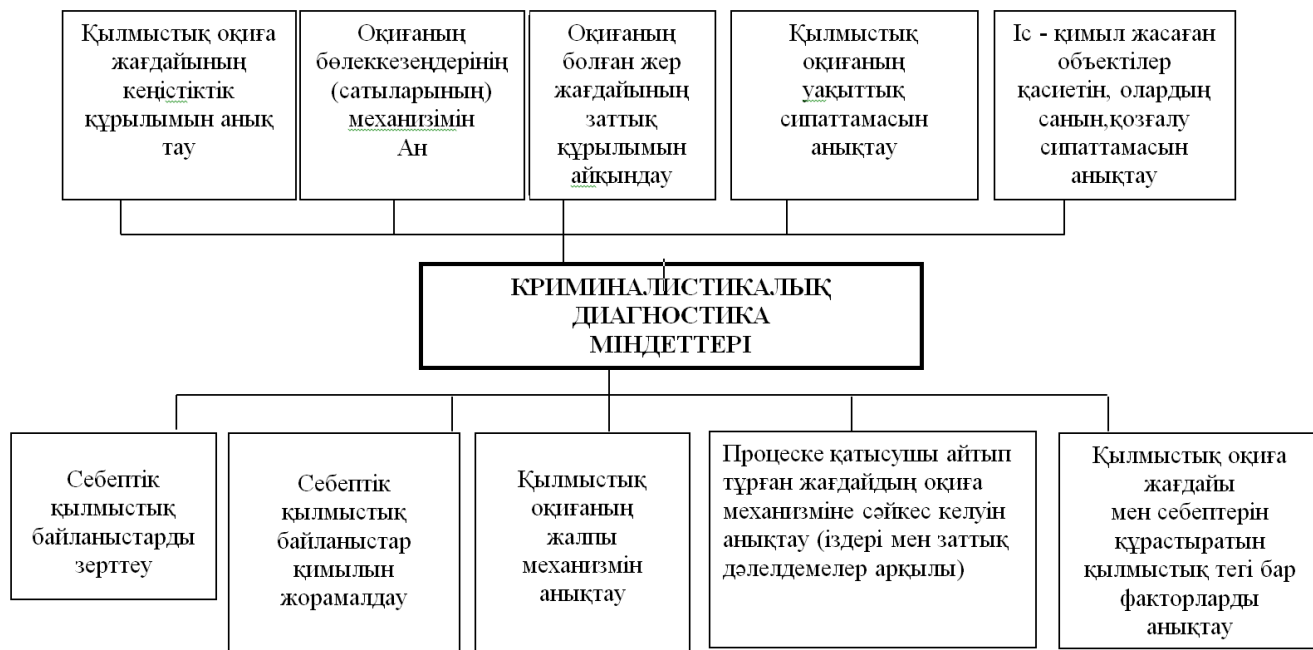 Қылмыстық оқиға
жағдайының
кеңістіктік
құрылымын анық
тау
Оқиғаның
бөлеккезеңдерінің
(сатыларының)
механизімін
Ан
Оқиғаның
болған жер
жағдайының
заттық
құрылымын
айқындау
Қылмыстық
оқиғаның
уақыттық
сипаттамасын
анықтау
Іс - қимыл жасаған
объектілер
қасиетін, олардың
санын,қозғалу
сипаттамасын
анықтау
КРИМИНАЛИСТИКАЛЫҚ
ДИАГНОСТИКА
МІНДЕТТЕРІ
Себептік
қылмыстық
байланыстарды
зерттеу
Себептік
қылмыстық
байланыстар
қимылын
жорамалдау
Қылмыстық
оқиғаның
жалпы
механизмін
анықтау
Процеске қатысушы айтып
тұрған жағдайдың оқиға
механизміне сәйкес келуін
анықтау (іздері мен заттық
дәлелдемелер арқылы)
Қылмыстық оқиға
жағдайы
мен себептерін
құрастыратын
қылмыстық тегі бар
факторларды
анықтау